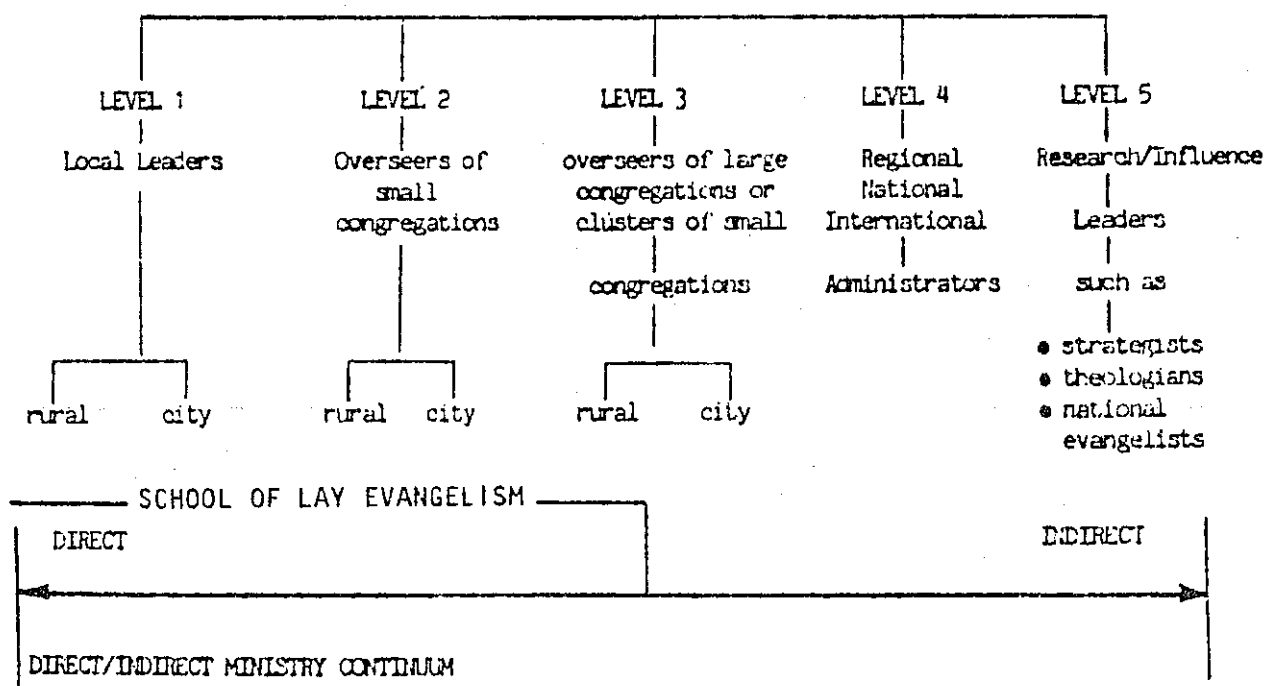 LEVEL 1
Local Leaders
rural city
LEVEL 2
Overseers of
small
congregations
rural city
LEVEL 3
overseers of large
congregations or
clusters of small
congregations
rural city
LEVEL 4
Regional
National
International
Administrators
LEVEL 5
Research/Influence
Leaders
such as
• strategists
• theologians
• national
evangelists
SCHOOL OF LAY EVANGELISM
DIRECT
INDIRECT
DIRECT/INDIRECT MINISTRY CONTINUUM